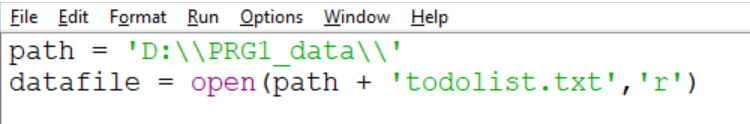 File Edit Format Run Options Window Help
path = 'D:\\PRG1_data\\'
datafile = open(path + 'todolist.txt','r')